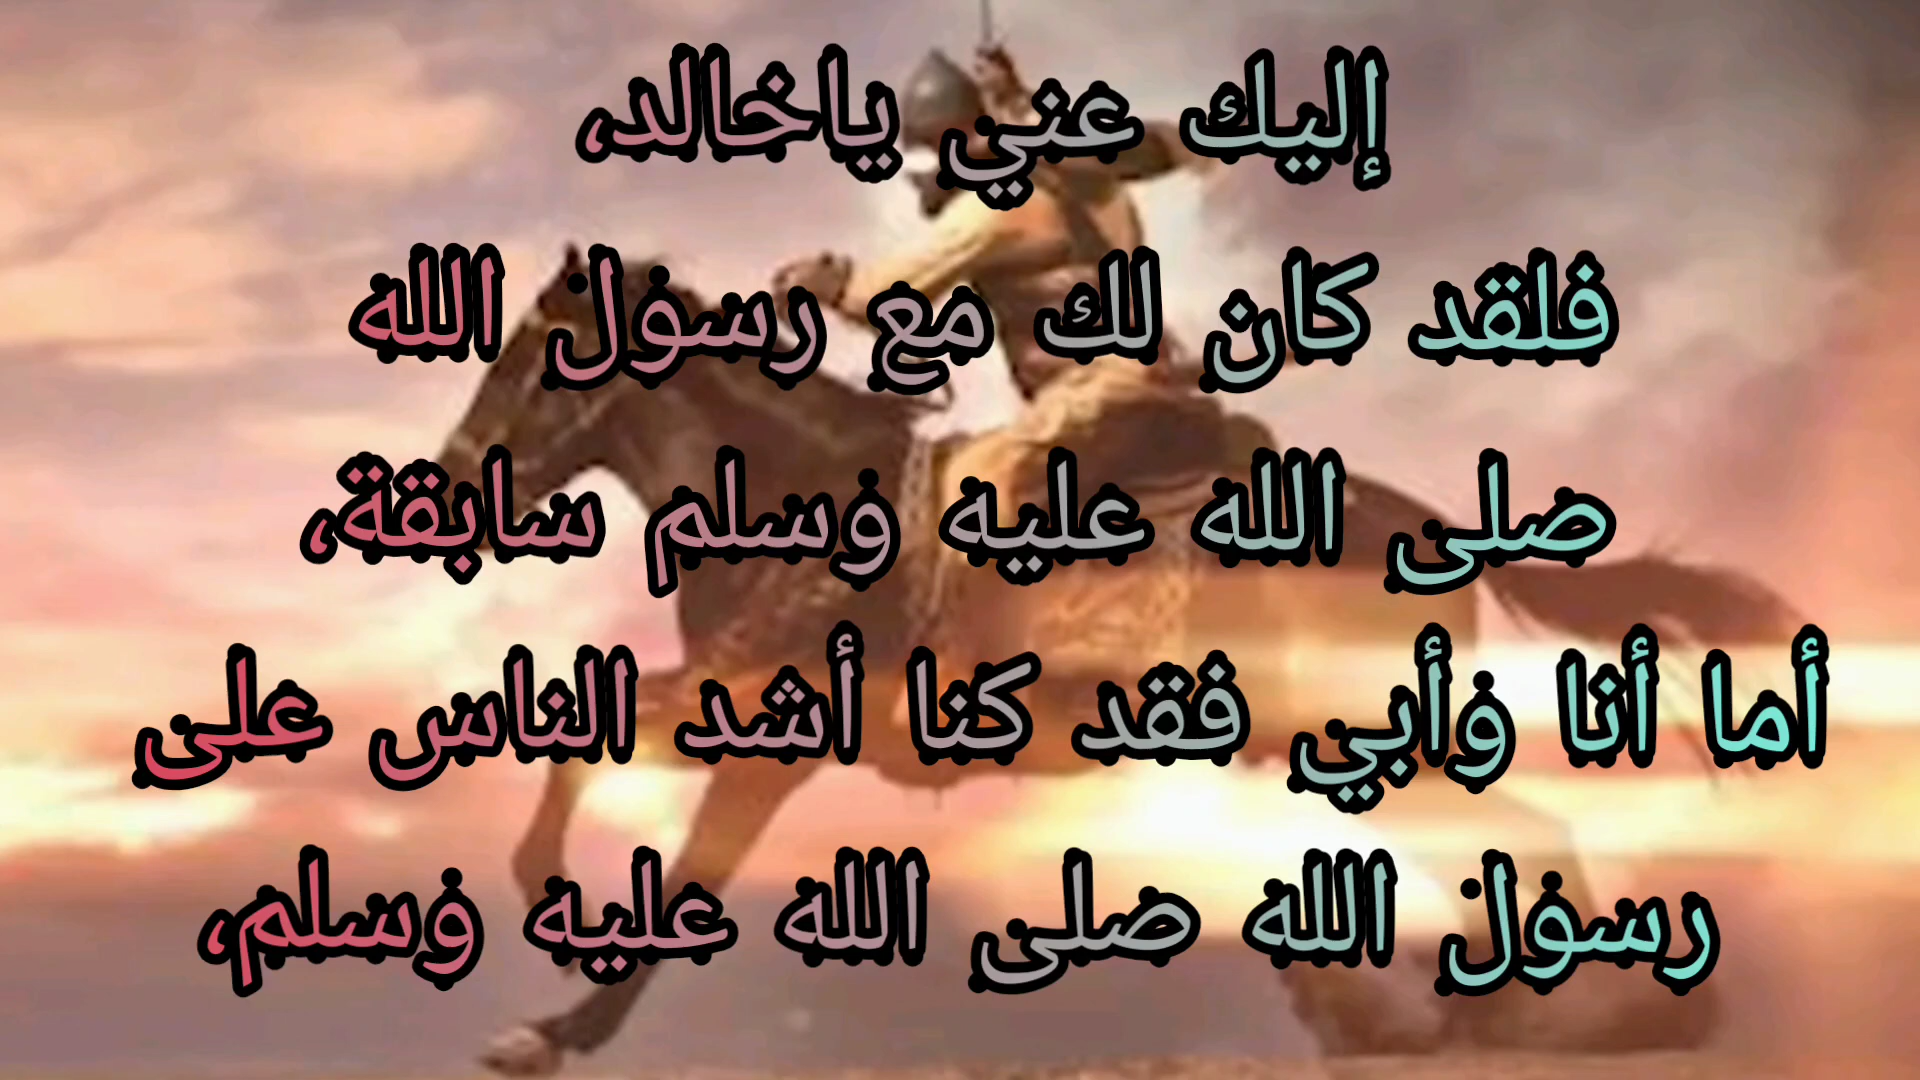 إليك عني ياخالد،
فلقد كان لك مع رسول الله
صلى الله عليه وسلم سابقة،
أما أنا وأبي فقد كنا أشد الناس على
رسول الله صلى الله عليه وسلم،